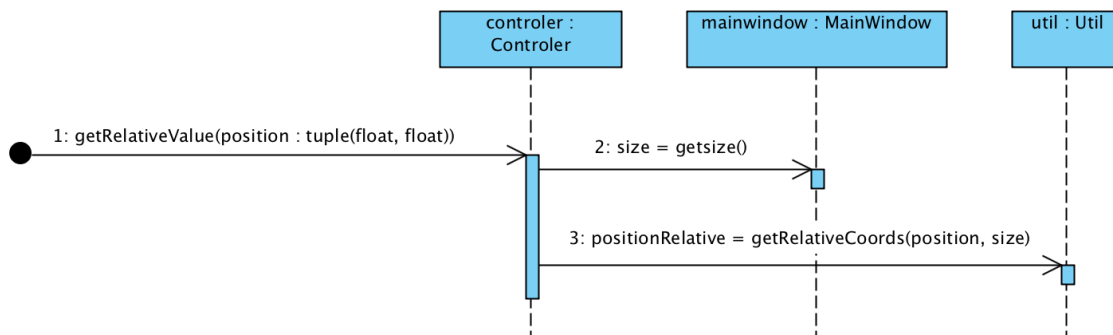 controler :
Controler
mainwindow : MainWindow
util : Util
1: getRelativeValue(position : tuple(float, float))
2: size = getsize()
3: positionRelative = getRelativeCoords(position, size)